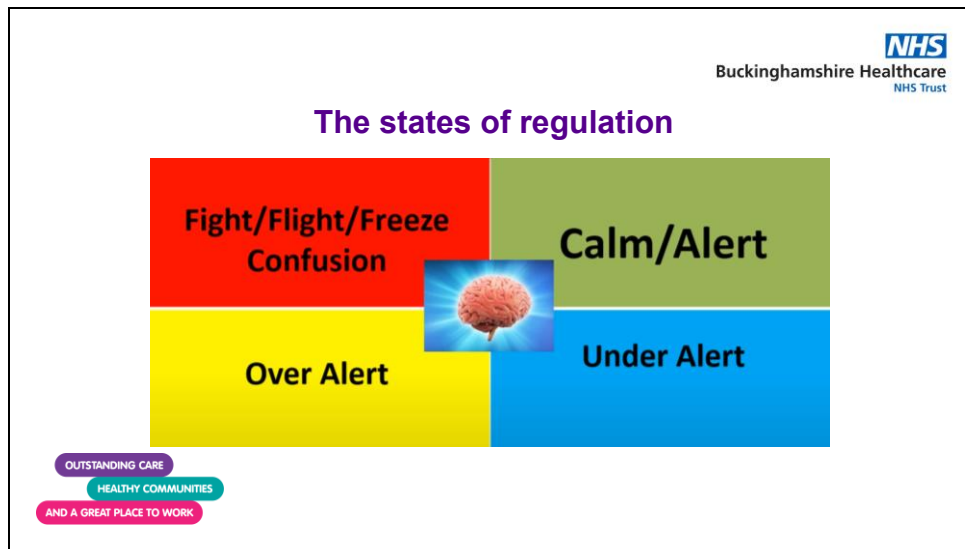 NHS
Buckinghamshire Healthcare
NHS Trust
The states of regulation
Fight/Flight/Freeze
Confusion
Calm/Alert
Over Alert
Under Alert
OUTSTANDING CARE
HEALTHY COMMUNITIES
AND A GREAT PLACE TO WORK